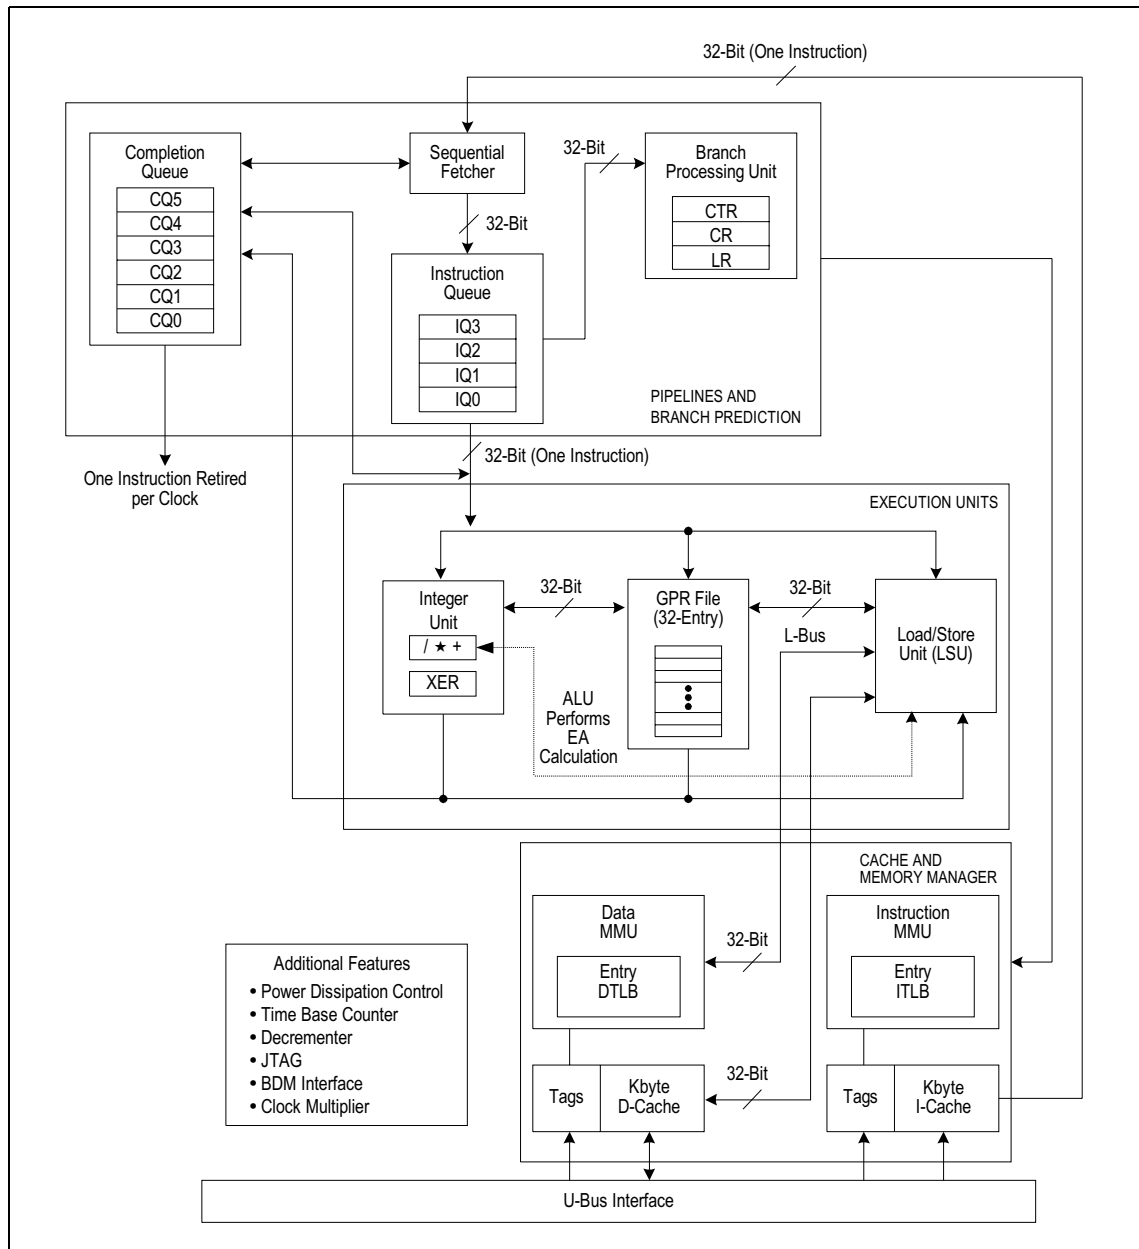 32-Bit (One Instruction)
Completion
Queue
CQ5
CQ4
CQ3
CQ2
CQ1
CQ0
Sequential
Fetcher
32-Bit
32-Bit
Branch
Processing Unit
CTR
CR
LR
Instruction
Queue
IQ3
IQ2
IQ1
IQ0
PIPELINES AND
BRANCH PREDICTION
One Instruction Retired
per Clock
32-Bit (One Instruction)
EXECUTION UNITS
Integer
Unit
/ ★ +
XER
32-Bit
GPR File
(32-Entry)
32-Bit
L-Bus
Load/Store
Unit (LSU)
ALU
Performs
EA
Calculation
CACHE AND
MEMORY MANAGER
Data
MMU
Entry
DTLB
32-Bit
Instruction
MMU
Entry
ITLB
Tags
Kbyte
D-Cache
32-Bit
Tags
Kbyte
I-Cache
Additional Features
• Power Dissipation Control
• Time Base Counter
• Decrementer
• JTAG
• BDM Interface
• Clock Multiplier
U-Bus Interface